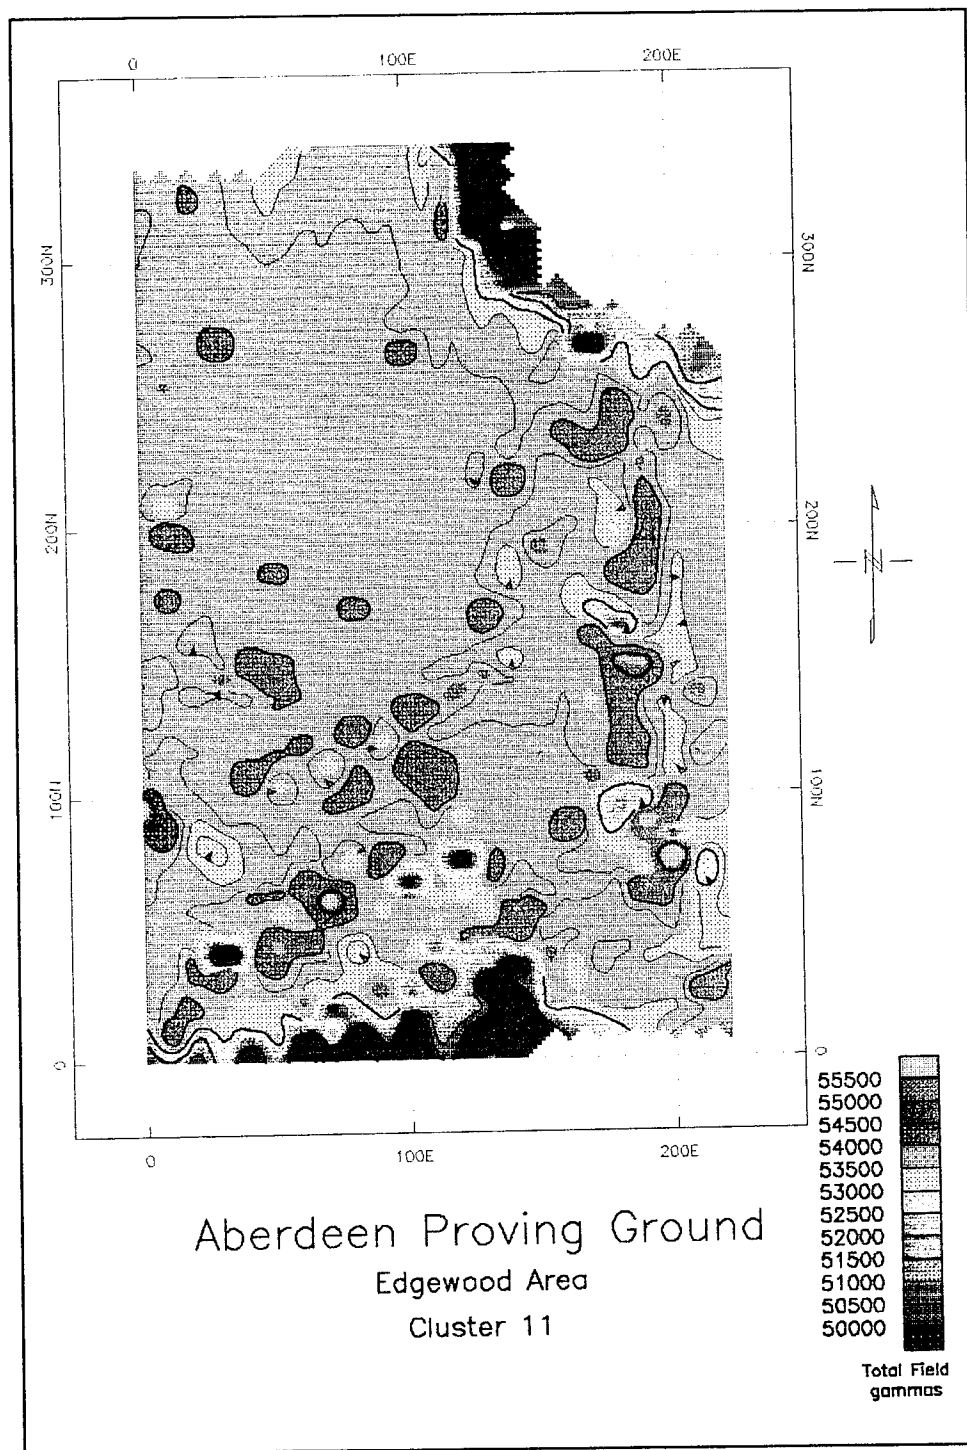 0
100E
200E
300N
300N
200N
200N
100N
100N
0
0
0
100E
200E
Aberdeen Proving Ground
Edgewood Area
Cluster 11
55500
55000
54500
54000
53500
53000
52500
52000
51500
51000
50500
50000
Total Field
gammas
N